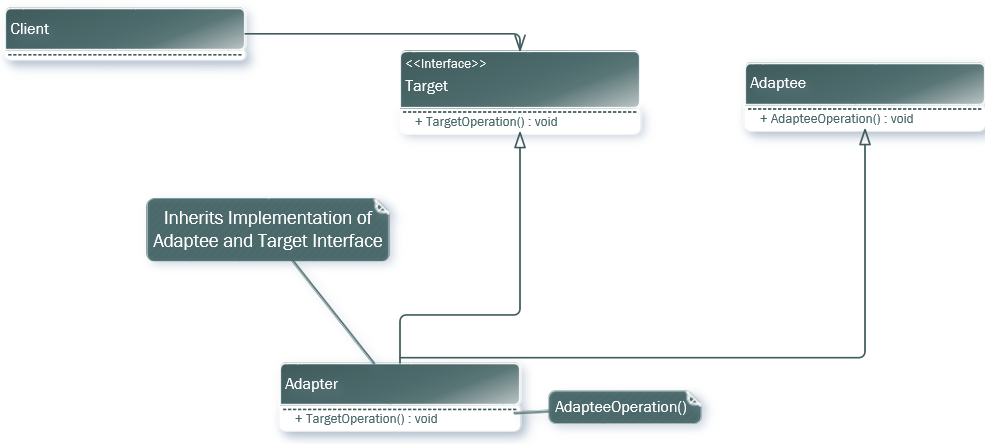 Client
<<Interface>>
Target
+ TargetOperation() : void
Adaptee
+ AdapteeOperation() : void
Inherits Implementation of
Adaptee and Target Interface
Adapter
+ TargetOperation() : void
AdapteeOperation()